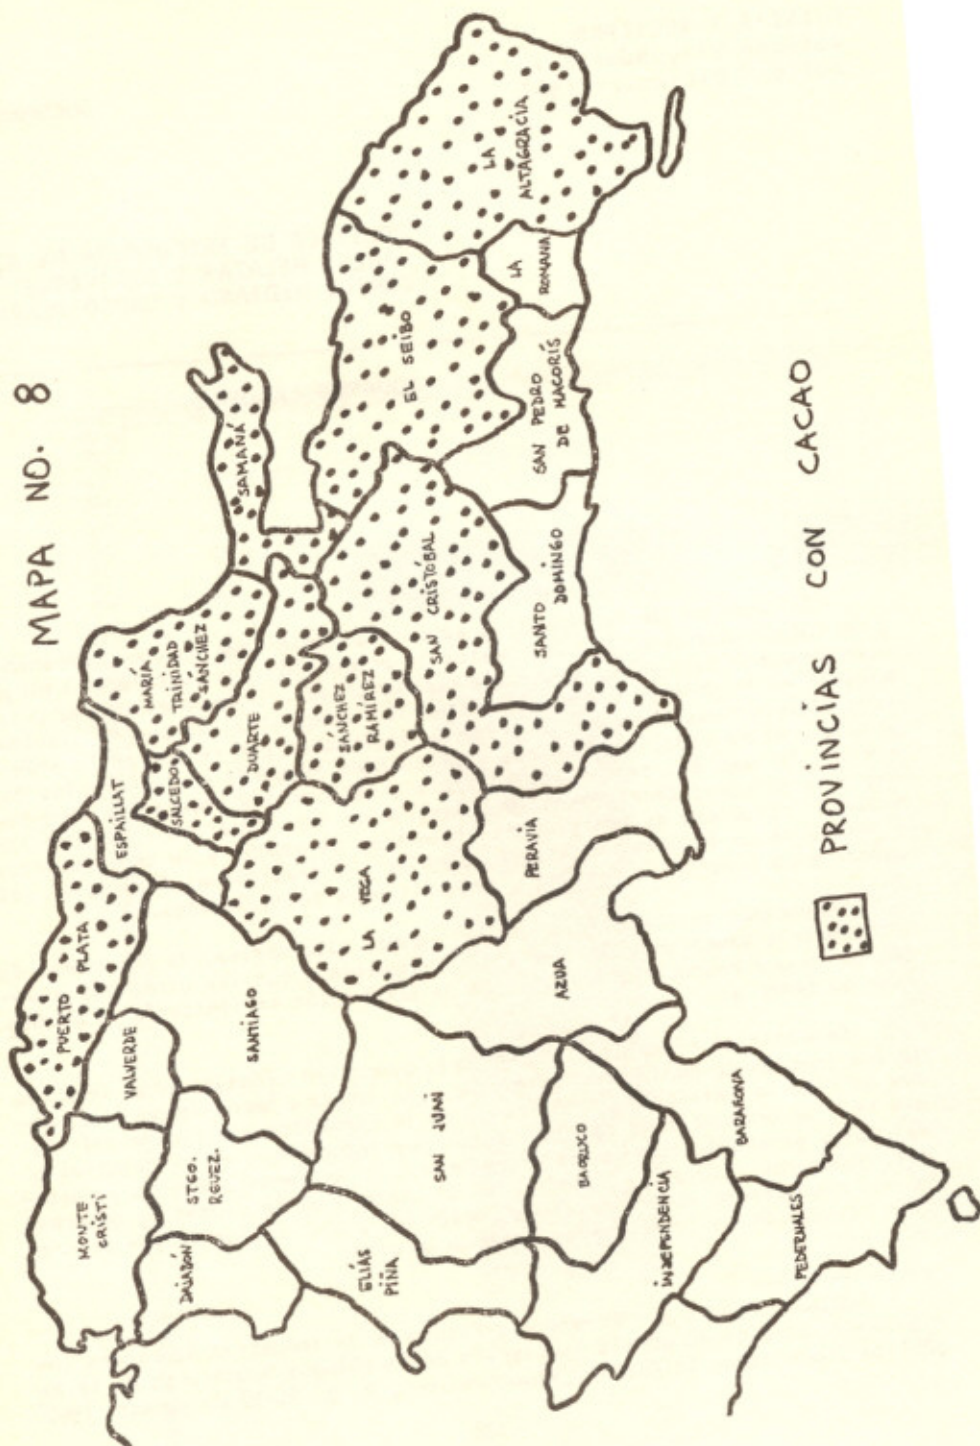 MAPA NO. 8
MONTE
CRISTI
PUERTO PLATA
VALVERDE
ESPAILLAT
DAJABÓN
STGO.
RGUEZ.
SANTIAGO
SALCEDO
MARÍA
TRINIDAD
SÁNCHEZ
SAMANÁ
DUARTE
ELÍAS
PIÑA
SAN JUAN
LA VEGA
SÁNCHEZ
RAMÍREZ
SAN CRISTÓBAL
EL SEIBO
LA
ALTAGRACIA
BAORUCO
AZUA
PERAVIA
SANTO
DOMINGO
SAN PEDRO
DE MACORÍS
LA
ROMANA
INDEPENDENCIA
BARAHONA
PEDERNALES
PROVINCIAS CON CACAO